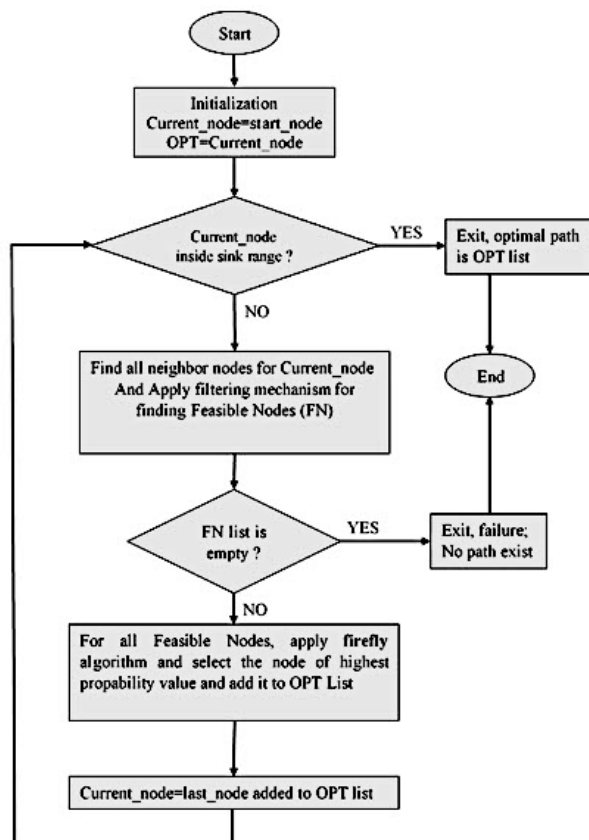 Start
Initialization
Current_node=start_node
OPT=Current_node
Current_node
inside sink range ?
YES
Exit, optimal path
is OPT list
NO
Find all neighbor nodes for Current_node
And Apply filtering mechanism for
finding Feasible Nodes (FN)
End
FN list is
empty ?
YES
Exit, failure;
No path exist
NO
For all Feasible Nodes, apply firefly
algorithm and select the node of highest
propability value and add it to OPT List
Current_node=last_node added to OPT list